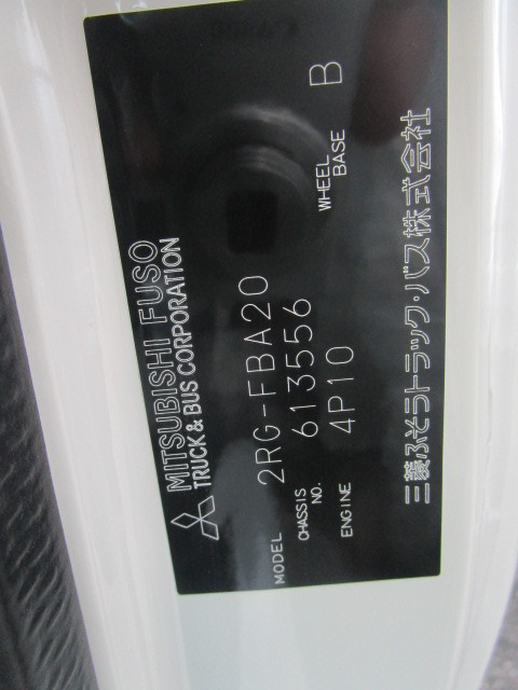 MITSUBISHI FUSO
TRUCK & BUS CORPORATION
MODEL 2RG-FBA20
CHASSIS NO. 613556
ENGINE 4P10
WHEEL BASE B
三菱ふそうトラック・バス株式会社